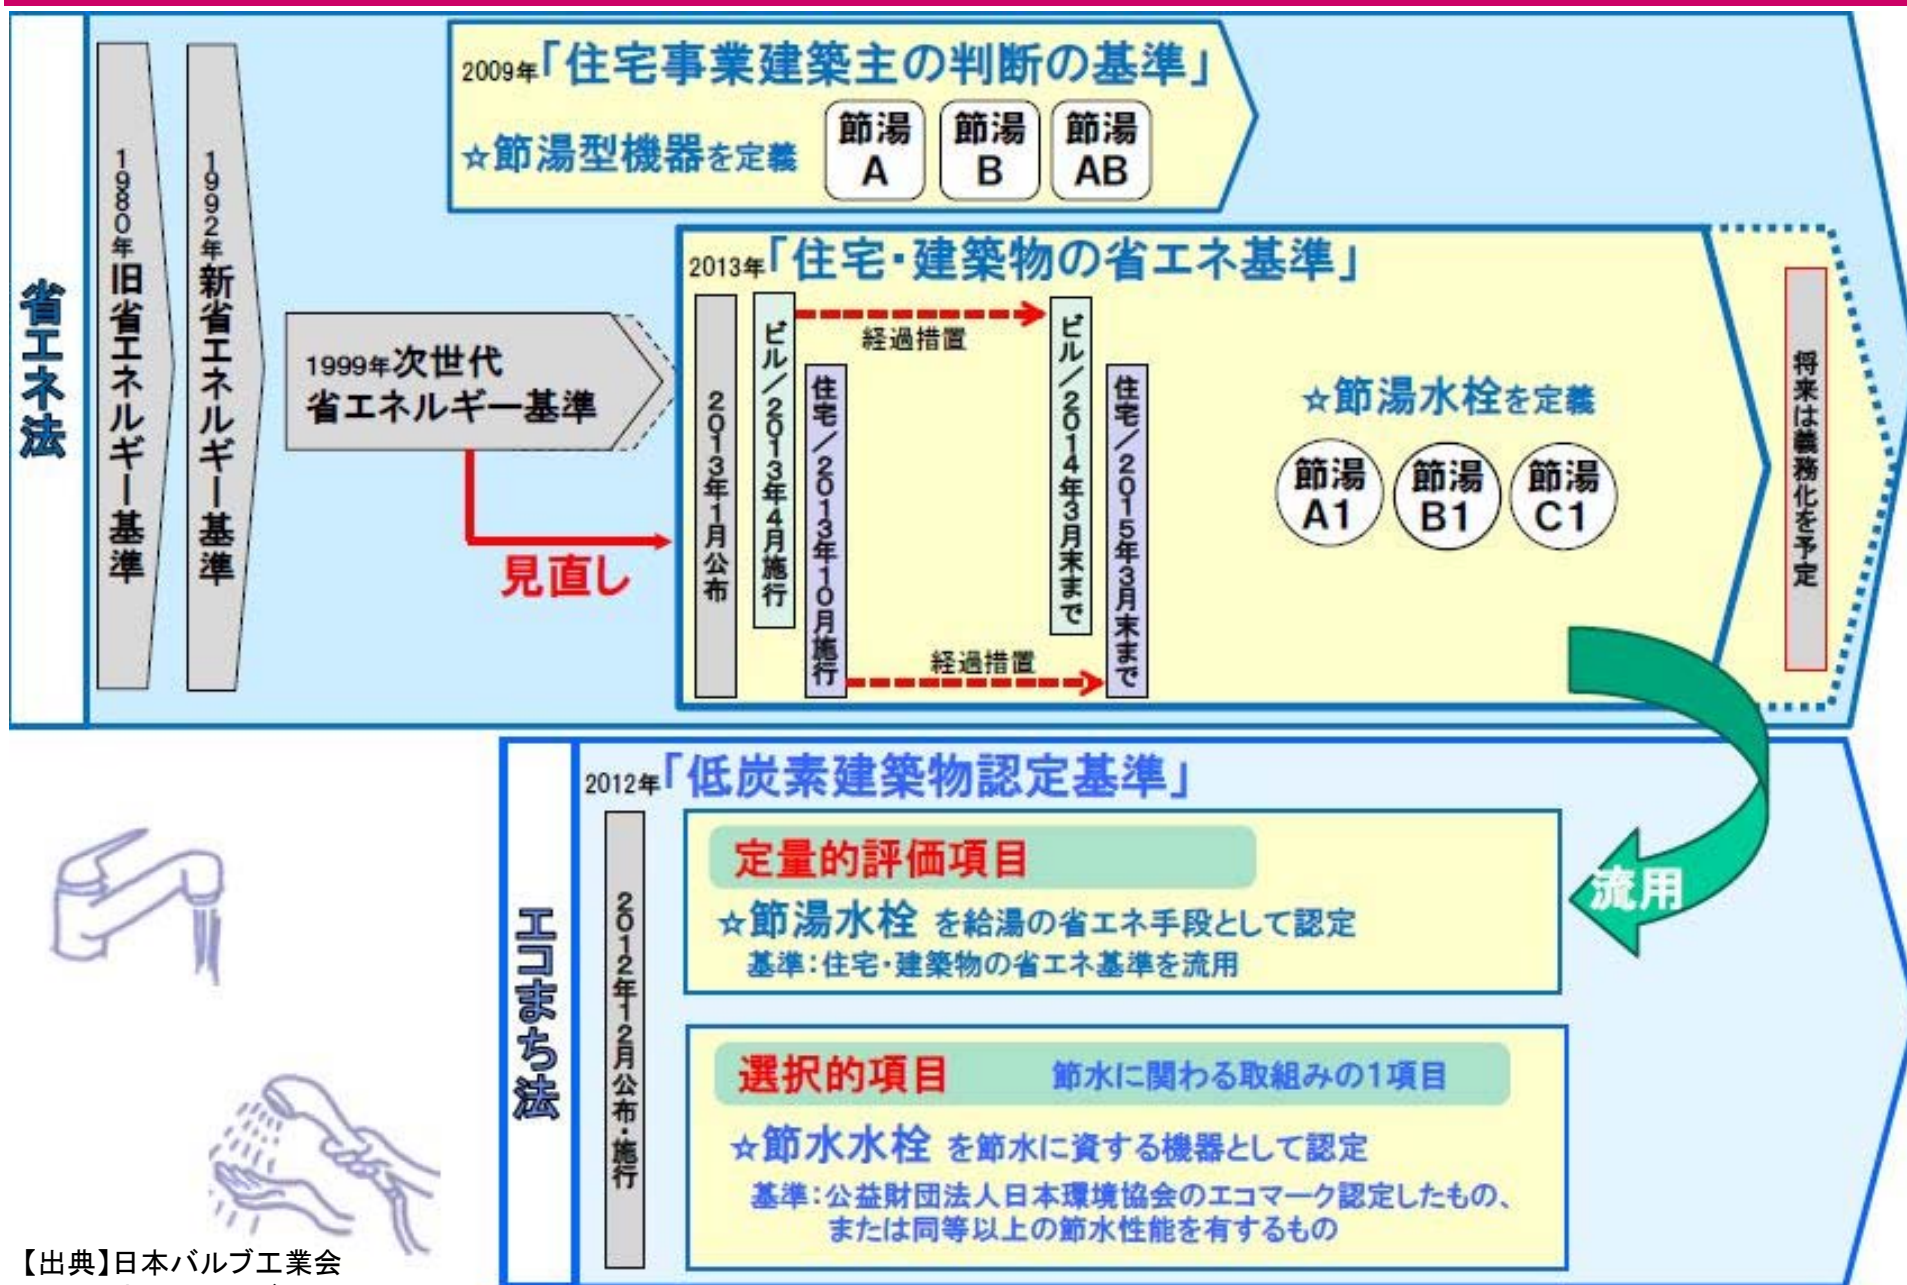 省エネ法
1980年旧省エネルギー基準
1992年新省エネルギー基準
2009年「住宅事業建築主の判断の基準」
☆節湯型機器を定義
節湯
A
節湯
B
節湯
AB
1999年次世代
省エネルギー基準
見直し
2013年「住宅・建築物の省エネ基準」
2013年1月公布
ビル/2013年4月施行
住宅/2013年10月施行
経過措置
経過措置
ビル/2014年3月末まで
住宅/2015年3月末まで
☆節湯水栓を定義
節湯
A1
節湯
B1
節湯
C1
将来は義務化を予定
流用
エコまち法
2012年「低炭素建築物認定基準」
2012年12月公布・施行
定量的評価項目
☆節湯水栓 を給湯の省エネ手段として認定
基準：住宅・建築物の省エネ基準を流用
選択的項目 節水に関わる取組みの1項目
☆節水水栓 を節水に資する機器として認定
基準：公益財団法人日本環境協会のエコマーク認定したもの、
または同等以上の節水性能を有するもの
【出典】日本バルブ工業会